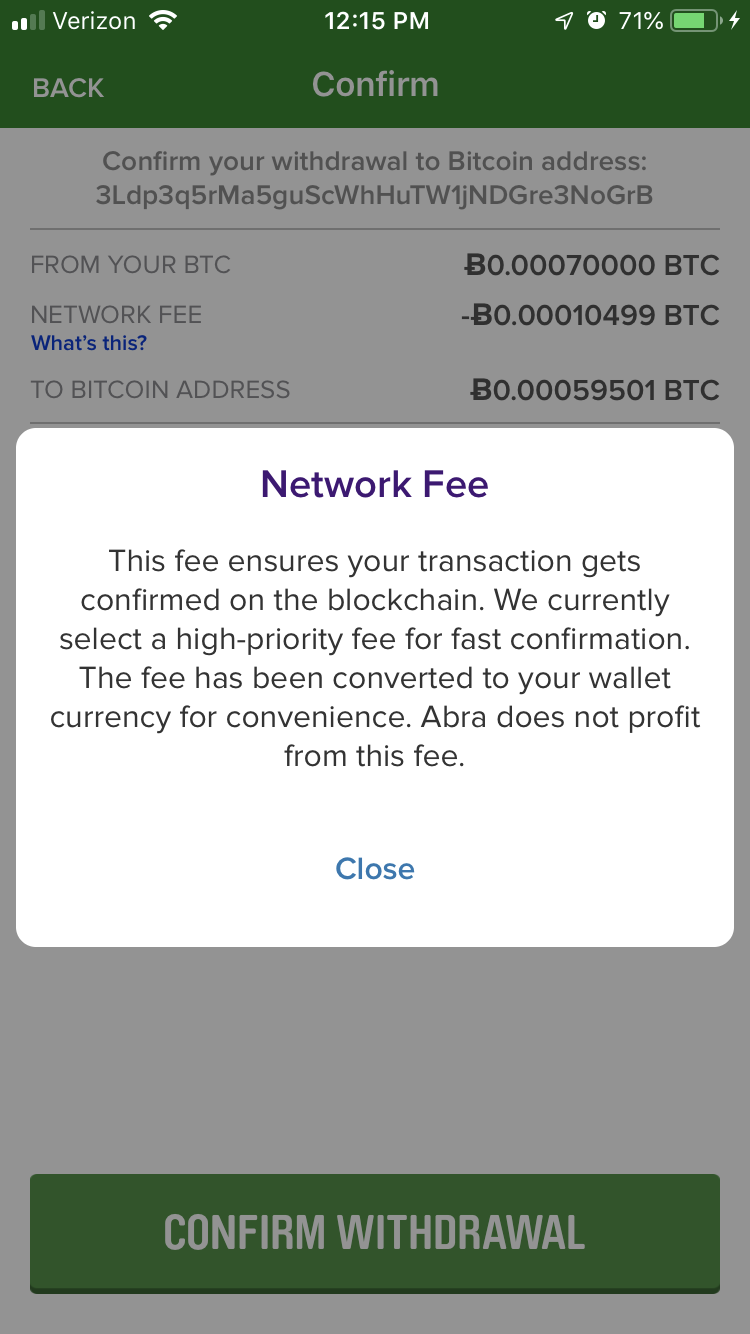 Verizon 12:15 PM 71%
BACK Confirm
Confirm your withdrawal to Bitcoin address:
3Ldp3q5rMa5guScWhHuTW1jNDGre3NoGrB
FROM YOUR BTC Ƀ0.00070000 BTC
NETWORK FEE -Ƀ0.00010499 BTC
What's this?
TO BITCOIN ADDRESS Ƀ0.00059501 BTC
Network Fee
This fee ensures your transaction gets
confirmed on the blockchain. We currently
select a high-priority fee for fast confirmation.
The fee has been converted to your wallet
currency for convenience. Abra does not profit
from this fee.
Close
CONFIRM WITHDRAWAL